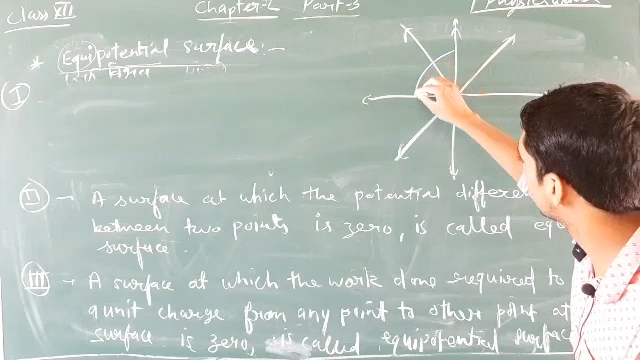 Class XII
Chapter-2 Part-3
Physics
* Equipotential surface:-
I -
II - A surface at which the potential differe
between two points is zero, is called equ
surface.
III - A surface at which the work done required to
a unit charge from any point to other point at
surface is zero, is called equipotential surface